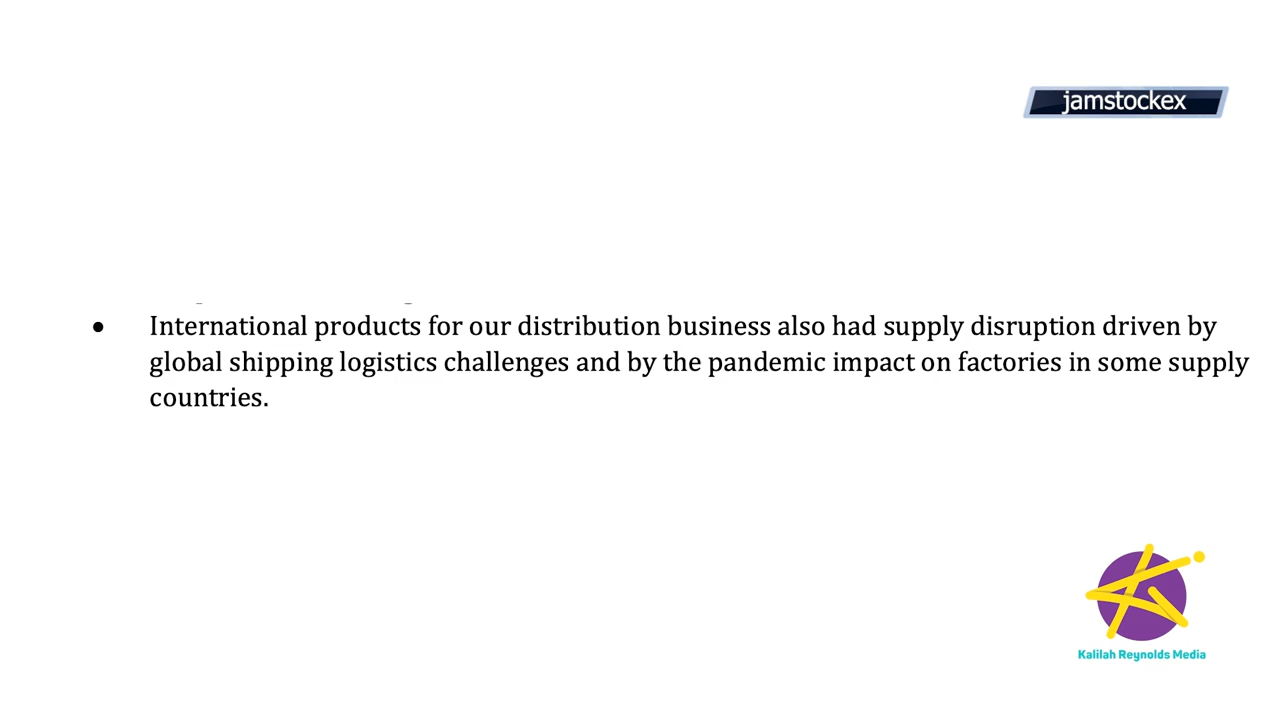 jamstockex
• International products for our distribution business also had supply disruption driven by
global shipping logistics challenges and by the pandemic impact on factories in some supply
countries.
Kalilah Reynolds Media